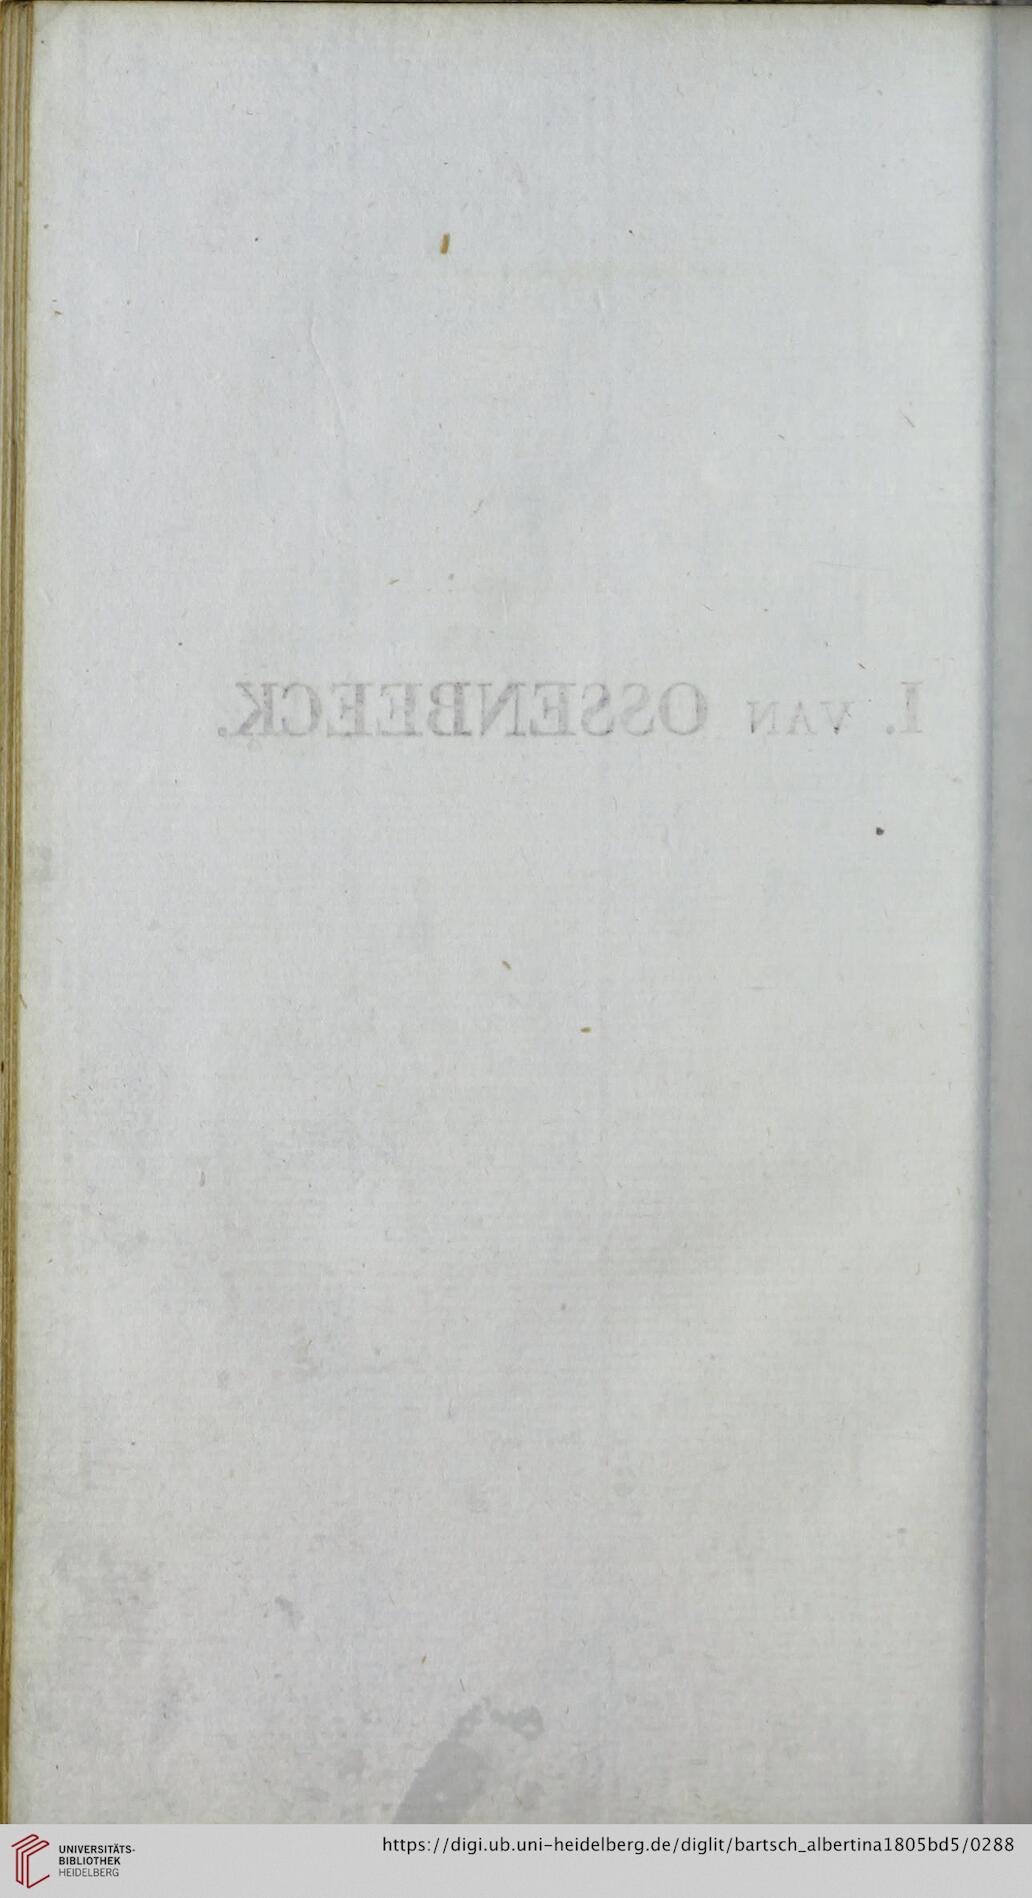 I. VAN OSSENBEECK.
UNIVERSITÄTS-
BIBLIOTHEK
HEIDELBERG
https://digi.ub.uni-heidelberg.de/diglit/bartsch_albertina1805bd5/0288